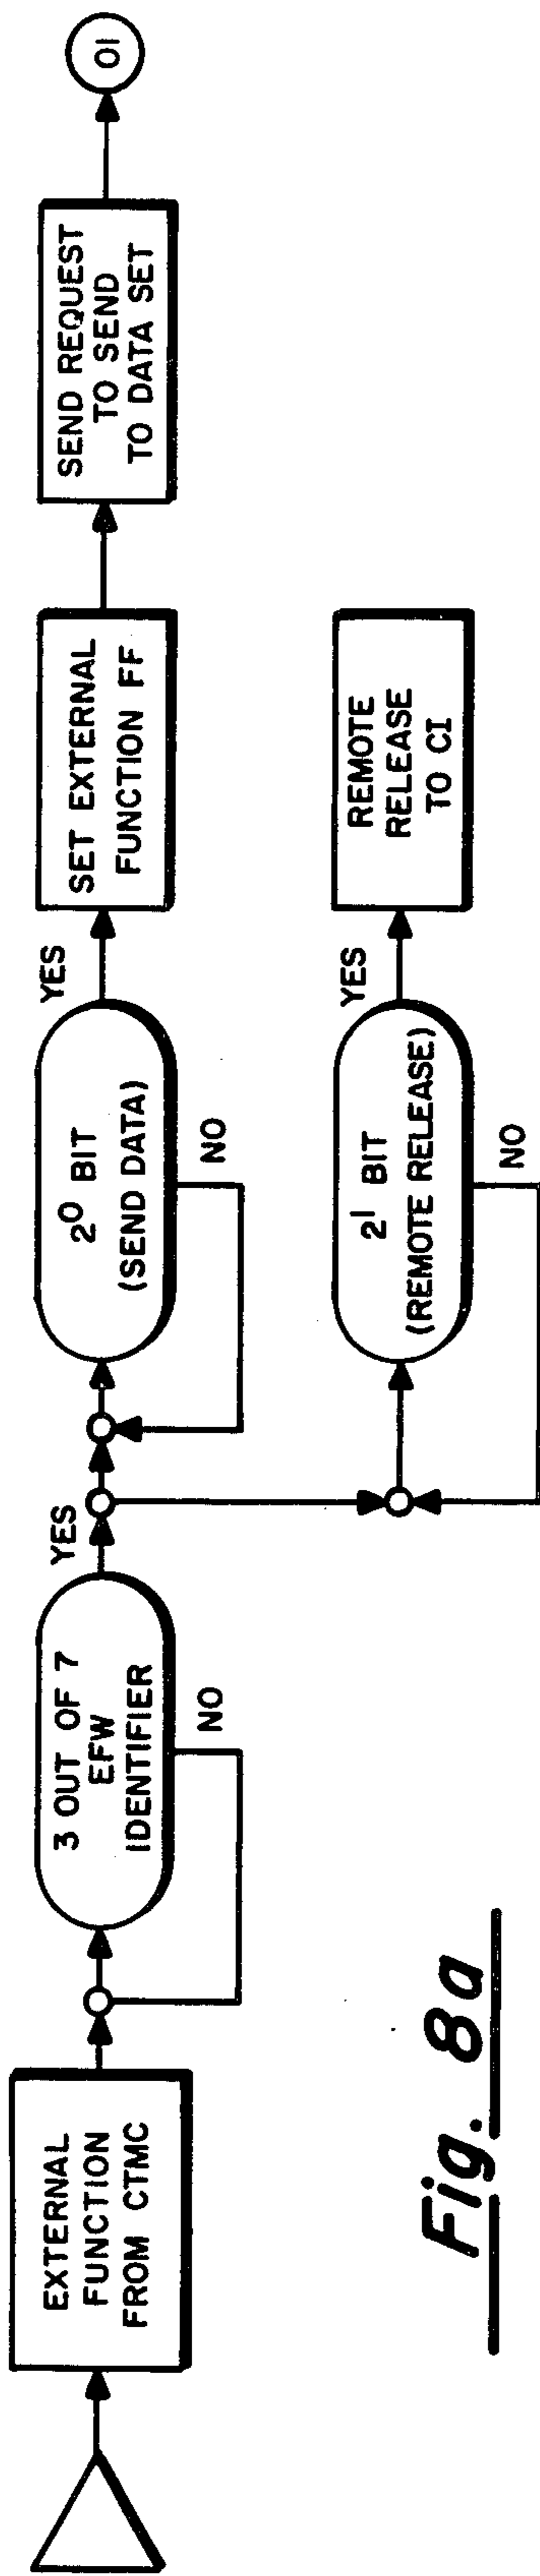 EXTERNAL
FUNCTION
FROM CTMC
3 OUT OF 7
EFW
IDENTIFIER
NO
YES
2⁰ BIT
(SEND DATA)
NO
YES
SET EXTERNAL
FUNCTION FF
SEND REQUEST
TO SEND
TO DATA SET
01
2¹ BIT
(REMOTE RELEASE)
NO
YES
REMOTE
RELEASE
TO CI
Fig. 8a